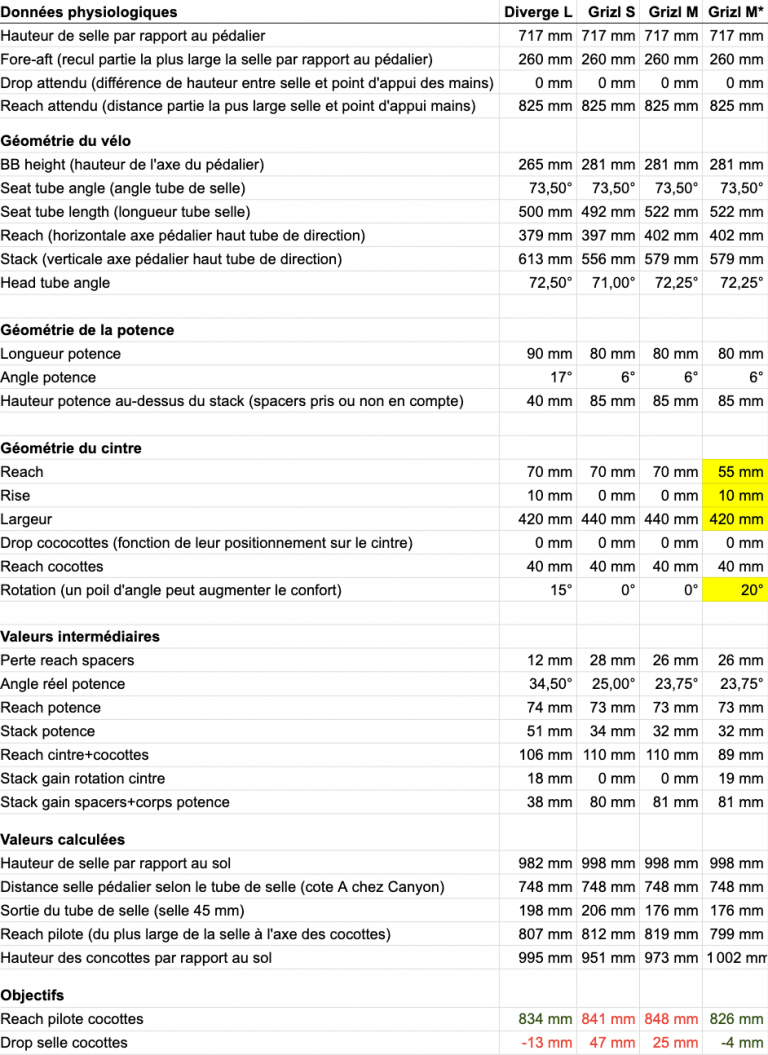 Données physiologiques Diverge L Grizl S Grizl M Grizl M*
Hauteur de selle par rapport au pédalier 717 mm 717 mm 717 mm 717 mm
Fore-aft (recul partie la plus large la selle par rapport au pédalier) 260 mm 260 mm 260 mm 260 mm
Drop attendu (différence de hauteur entre selle et point d'appui des mains) 0 mm 0 mm 0 mm 0 mm
Reach attendu (distance partie la pus large selle et point d'appui mains) 825 mm 825 mm 825 mm 825 mm
Géométrie du vélo
BB height (hauteur de l'axe du pédalier) 265 mm 281 mm 281 mm 281 mm
Seat tube angle (angle tube de selle) 73,50° 73,50° 73,50° 73,50°
Seat tube length (longueur tube selle) 500 mm 492 mm 522 mm 522 mm
Reach (horizontale axe pédalier haut tube de direction) 379 mm 397 mm 402 mm 402 mm
Stack (verticale axe pédalier haut tube de direction) 613 mm 556 mm 579 mm 579 mm
Head tube angle 72,50° 71,00° 72,25° 72,25°
Géométrie de la potence
Longueur potence 90 mm 80 mm 80 mm 80 mm
Angle potence 17° 6° 6° 6°
Hauteur potence au-dessus du stack (spacers pris ou non en compte) 40 mm 85 mm 85 mm 85 mm
Géométrie du cintre
Reach 70 mm 70 mm 70 mm 55 mm
Rise 10 mm 0 mm 0 mm 10 mm
Largeur 420 mm 440 mm 440 mm 420 mm
Drop cococottes (fonction de leur positionnement sur le cintre) 0 mm 0 mm 0 mm 0 mm
Reach cocottes 40 mm 40 mm 40 mm 40 mm
Rotation (un poil d'angle peut augmenter le confort) 15° 0° 0° 20°
Valeurs intermédiaires
Perte reach spacers 12 mm 28 mm 26 mm 26 mm
Angle réel potence 34,50° 25,00° 23,75° 23,75°
Reach potence 74 mm 73 mm 73 mm 73 mm
Stack potence 51 mm 34 mm 32 mm 32 mm
Reach cintre+cocottes 106 mm 110 mm 110 mm 89 mm
Stack gain rotation cintre 18 mm 0 mm 0 mm 19 mm
Stack gain spacers+corps potence 38 mm 80 mm 81 mm 81 mm
Valeurs calculées
Hauteur de selle par rapport au sol 982 mm 998 mm 998 mm 998 mm
Distance selle pédalier selon le tube de selle (cote A chez Canyon) 748 mm 748 mm 748 mm 748 mm
Sortie du tube de selle (selle 45 mm) 198 mm 206 mm 176 mm 176 mm
Reach pilote (du plus large de la selle à l'axe des cocottes) 807 mm 812 mm 819 mm 799 mm
Hauteur des concottes par rapport au sol 995 mm 951 mm 973 mm 1 002 mm
Objectifs
Reach pilote cocottes 834 mm 841 mm 848 mm 826 mm
Drop selle cocottes -13 mm 47 mm 25 mm -4 mm